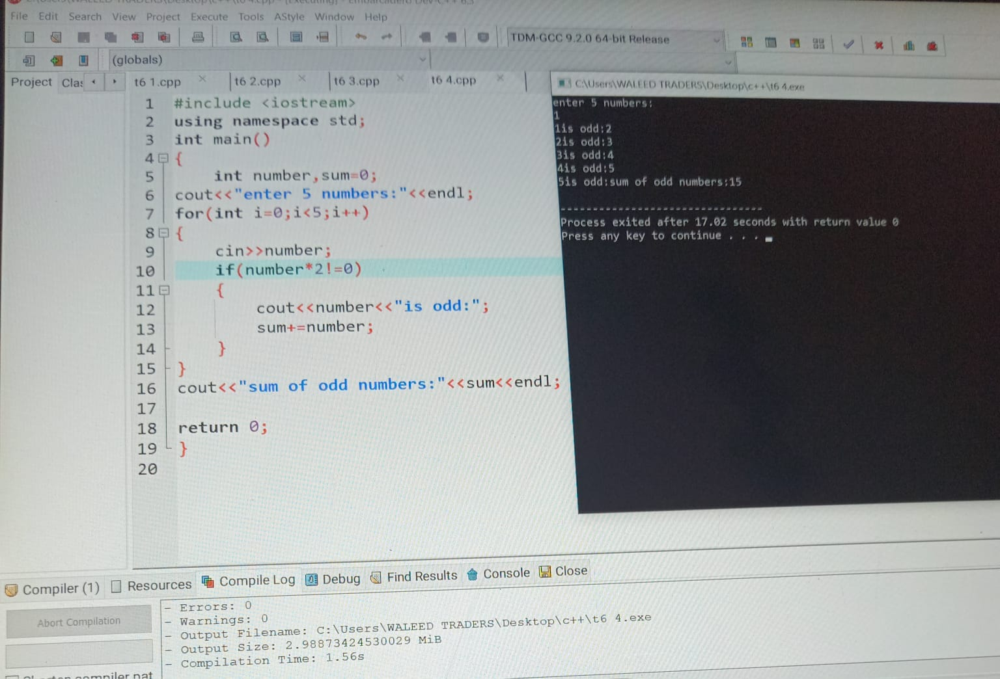 File Edit Search View Project Execute Tools AStyle Window Help
TDM-GCC 9.2.0 64-bit Release
(globals)
Project
t6 1.cpp t6 2.cpp t6 3.cpp t6 4.cpp
1 #include <iostream>
2 using namespace std;
3 int main()
4 {
5 int number,sum=0;
6 cout<<"enter 5 numbers:"<<endl;
7 for(int i=0;i<5;i++)
8 {
9 cin>>number;
10 if(number*2!=0)
11 {
12 cout<<number<<"is odd:";
13 sum+=number;
14 }
15 }
16 cout<<"sum of odd numbers:"<<sum<<endl;
17
18 return 0;
19 }
20
C:\Users\WALEED TRADERS\Desktop\c++\t6 4.exe
enter 5 numbers:
1
1is odd:2
2is odd:3
3is odd:4
4is odd:5
5is odd:sum of odd numbers:15
--------------------------------
Process exited after 17.02 seconds with return value 0
Press any key to continue . . .
Compiler (1) Resources Compile Log Debug Find Results Console Close
Abort Compilation
- Errors: 0
- Warnings: 0
- Output Filename: C:\Users\WALEED TRADERS\Desktop\c++\t6 4.exe
- Output Size: 2.98873424530029 MiB
- Compilation Time: 1.56s